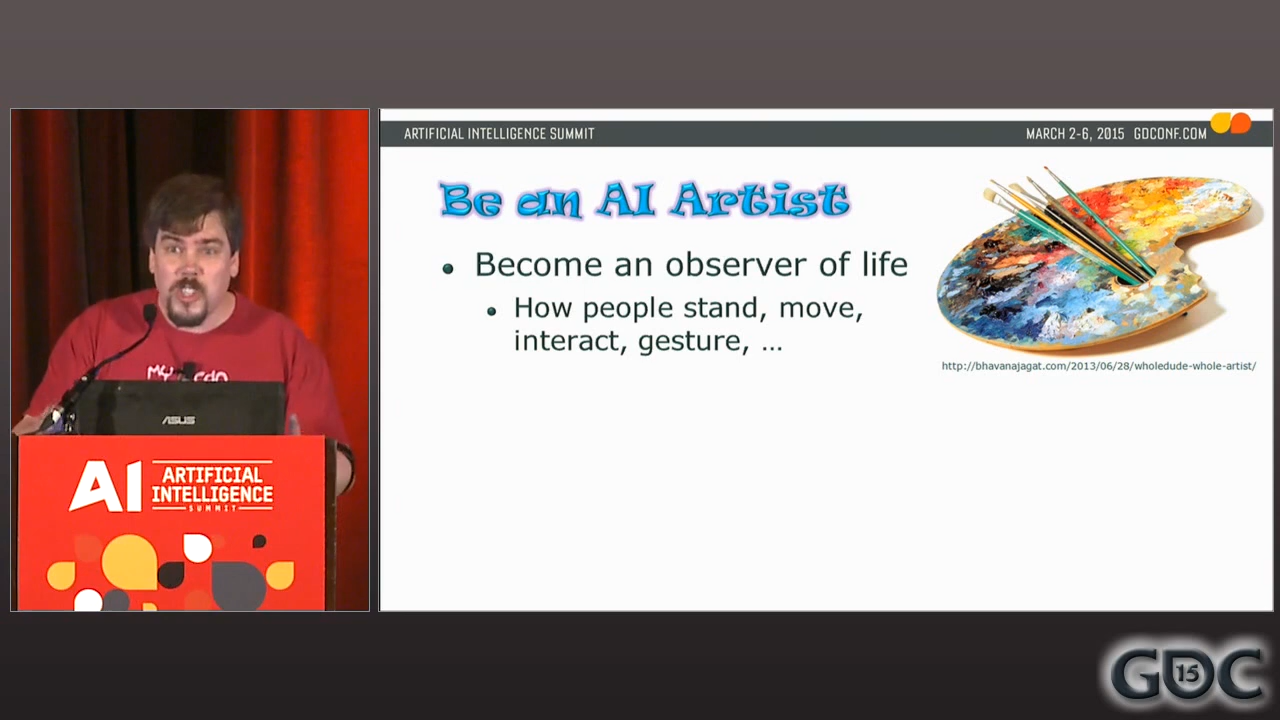 ARTIFICIAL INTELLIGENCE SUMMIT
MARCH 2-6, 2015 GDCONF.COM
Be an AI Artist
Become an observer of life
How people stand, move,
interact, gesture, ...
http://bhavanajagat.com/2013/06/28/wholedude-whole-artist/
MY
ASUS
AI ARTIFICIAL
INTELLIGENCE
SUMMIT
GDC 15